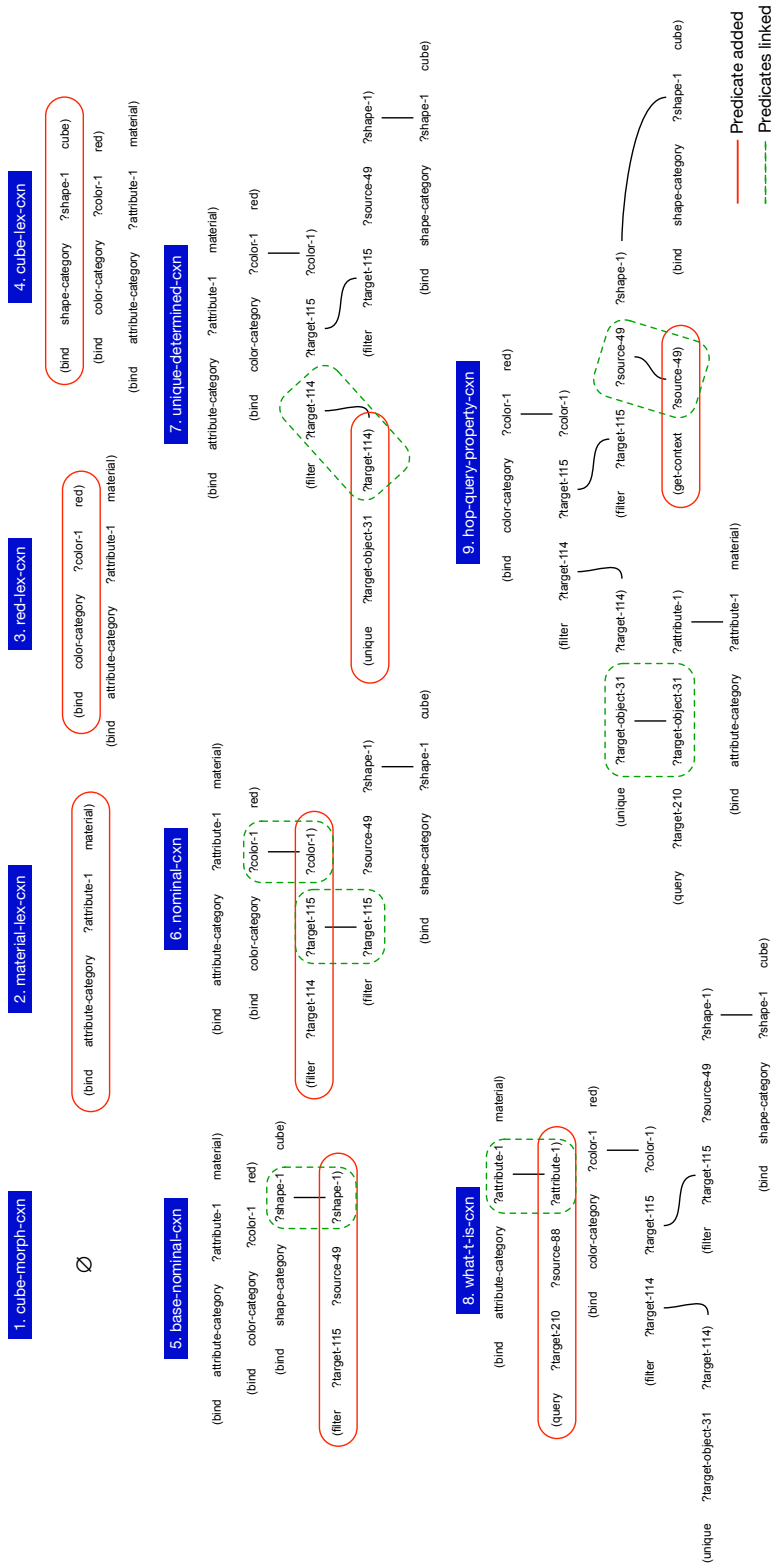 1. cube-morph-cxn
∅
2. material-lex-cxn
(bind attribute-category ?attribute-1 material)
3. red-lex-cxn
(bind color-category ?color-1 red)
(bind attribute-category ?attribute-1 material)
4. cube-lex-cxn
(bind shape-category ?shape-1 cube)
(bind color-category ?color-1 red)
(bind attribute-category ?attribute-1 material)
5. base-nominal-cxn
(bind attribute-category ?attribute-1 material)
(bind color-category ?color-1 red)
(bind shape-category ?shape-1 cube)
(filter ?target-115 ?source-49 ?shape-1)
6. nominal-cxn
(bind attribute-category ?attribute-1 material)
(bind color-category ?color-1 red)
(filter ?target-114 ?target-115 ?color-1)
(filter ?target-115 ?source-49 ?shape-1)
(bind shape-category ?shape-1 cube)
7. unique-determined-cxn
(bind attribute-category ?attribute-1 material)
(bind color-category ?color-1 red)
(filter ?target-114 ?target-115 ?color-1)
(unique ?target-object-31 ?target-114)
(filter ?target-115 ?source-49 ?shape-1)
(bind shape-category ?shape-1 cube)
8. what-t-is-cxn
(bind attribute-category ?attribute-1 material)
(query ?target-210 ?source-88 ?attribute-1)
(bind color-category ?color-1 red)
(filter ?target-114 ?target-115 ?color-1)
(unique ?target-object-31 ?target-114)
(filter ?target-115 ?source-49 ?shape-1)
(bind shape-category ?shape-1 cube)
9. hop-query-property-cxn
(bind color-category ?color-1 red)
(filter ?target-114 ?target-115 ?color-1)
(unique ?target-object-31 ?target-114)
(filter ?target-115 ?source-49 ?shape-1)
(query ?target-210 ?target-object-31 ?attribute-1)
(get-context ?source-49)
(bind shape-category ?shape-1 cube)
(bind attribute-category ?attribute-1 material)
Predicate added
Predicates linked